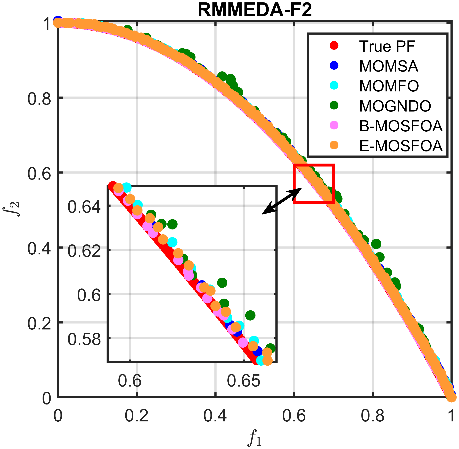 RMMEDA-F2
1
0.8
0.6
0.4
0.2
0
f2
True PF
MOMSA
MOMFO
MOGNDO
B-MOSFOA
E-MOSFOA
0.64
0.62
0.6
0.58
0.6
0.65
0
0.2
0.4
0.6
0.8
1
f1